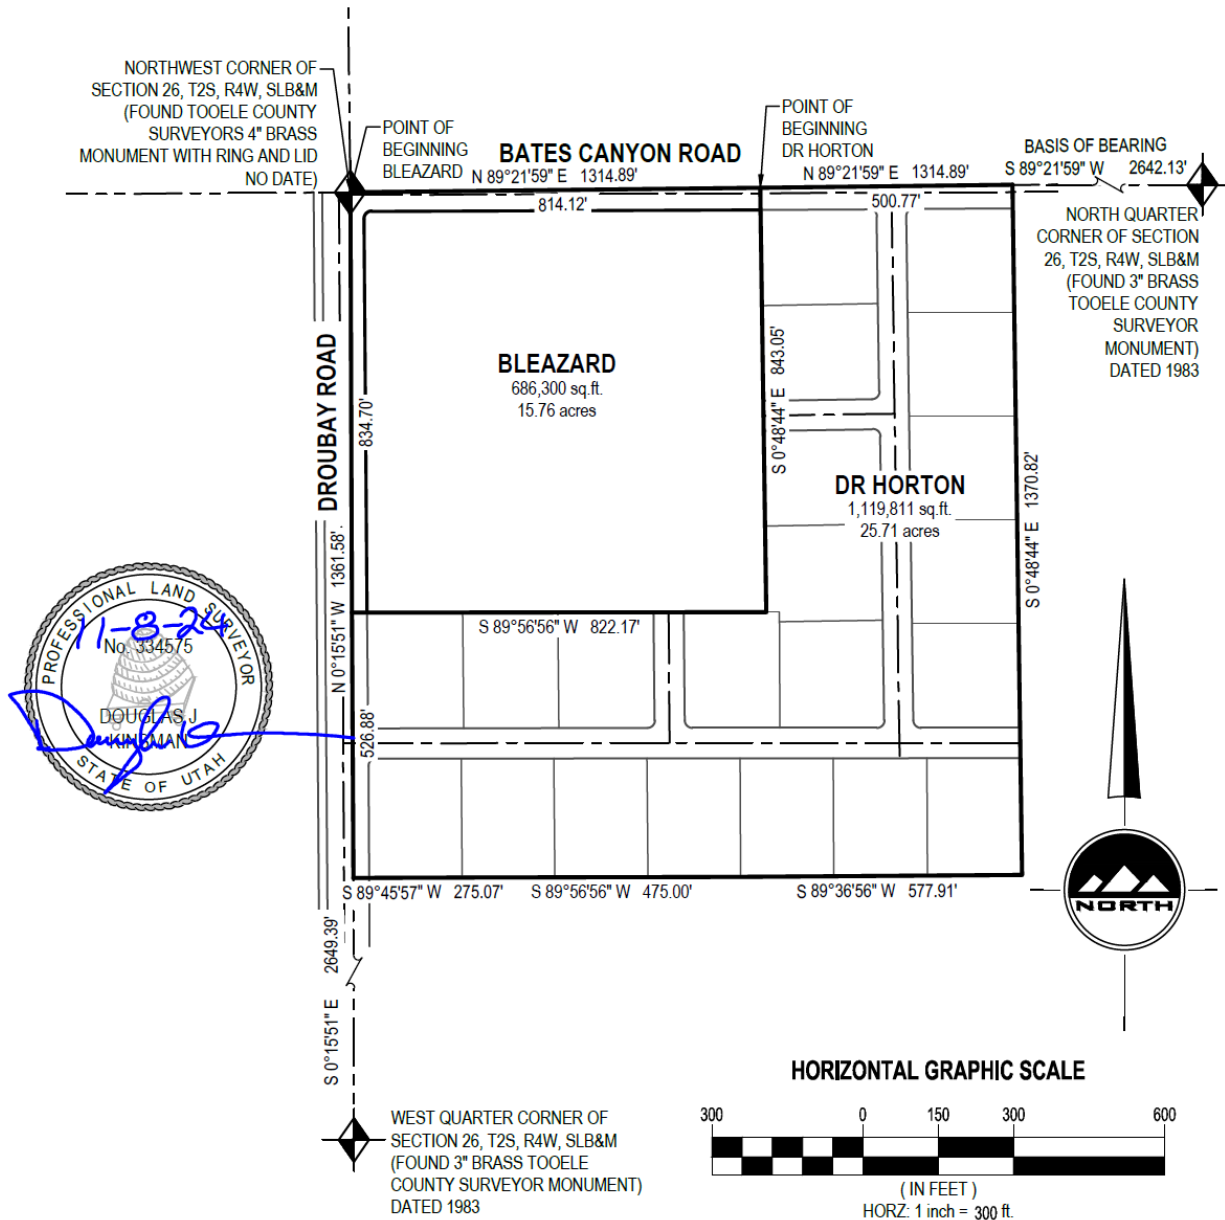 NORTHWEST CORNER OF
SECTION 26, T2S, R4W, SLB&M
(FOUND TOOELE COUNTY
SURVEYORS 4" BRASS
MONUMENT WITH RING AND LID
NO DATE)
POINT OF
BEGINNING
BLEAZARD
BATES CANYON ROAD
N 89°21'59" E 1314.89'
814.12'
POINT OF
BEGINNING
DR HORTON
N 89°21'59" E 1314.89'
500.77'
BASIS OF BEARING
S 89°21'59" W 2642.13'
NORTH QUARTER
CORNER OF SECTION
26, T2S, R4W, SLB&M
(FOUND 3" BRASS
TOOELE COUNTY
SURVEYOR
MONUMENT)
DATED 1983
DROUBAY ROAD
834.70'
BLEAZARD
686,300 sq.ft.
15.76 acres
S 0°48'44" E 843.05'
DR HORTON
1,119,811 sq.ft.
25.71 acres
S 0°48'44" E 1370.82'
N 0°15'51" W 1361.58'
S 89°56'56" W 822.17'
526.88'
PROFESSIONAL LAND SURVEYOR
11-8-24
No. 334575
DOUGLAS J
KINSMAN
STATE OF UTAH
S 89°45'57" W 275.07'
S 89°56'56" W 475.00'
S 89°36'56" W 577.91'
NORTH
S 0°15'51" E 2649.39'
WEST QUARTER CORNER OF
SECTION 26, T2S, R4W, SLB&M
(FOUND 3" BRASS TOOELE
COUNTY SURVEYOR MONUMENT)
DATED 1983
HORIZONTAL GRAPHIC SCALE
300 0 150 300 600
( IN FEET )
HORZ: 1 inch = 300 ft.